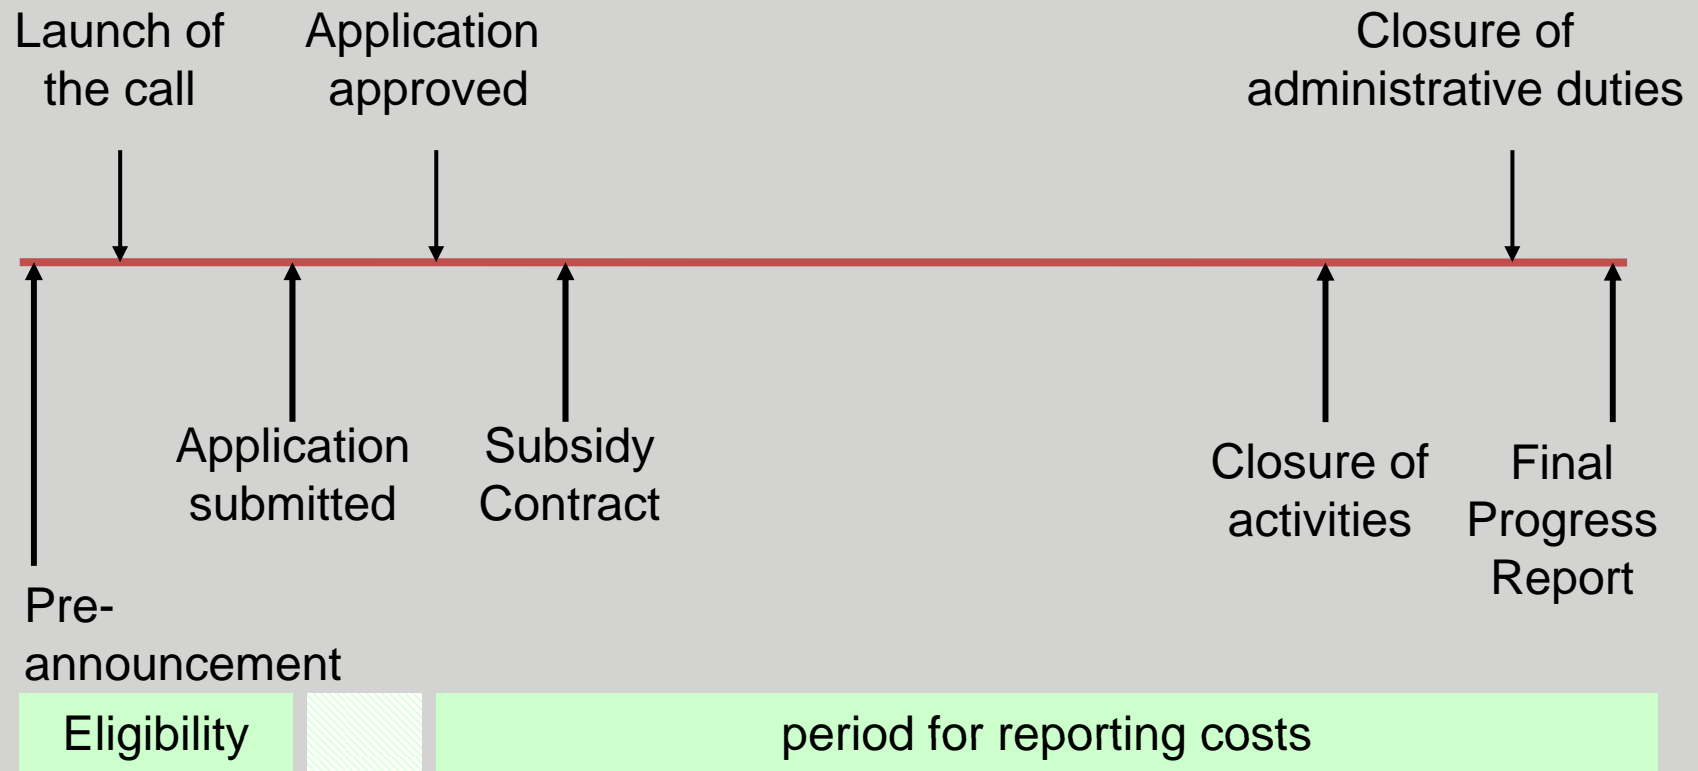 Launch of
the call
Application
approved
Closure of
administrative duties
Application
submitted
Subsidy
Contract
Closure of
activities
Final
Progress
Report
Pre-
announcement
Eligibility
period for reporting costs